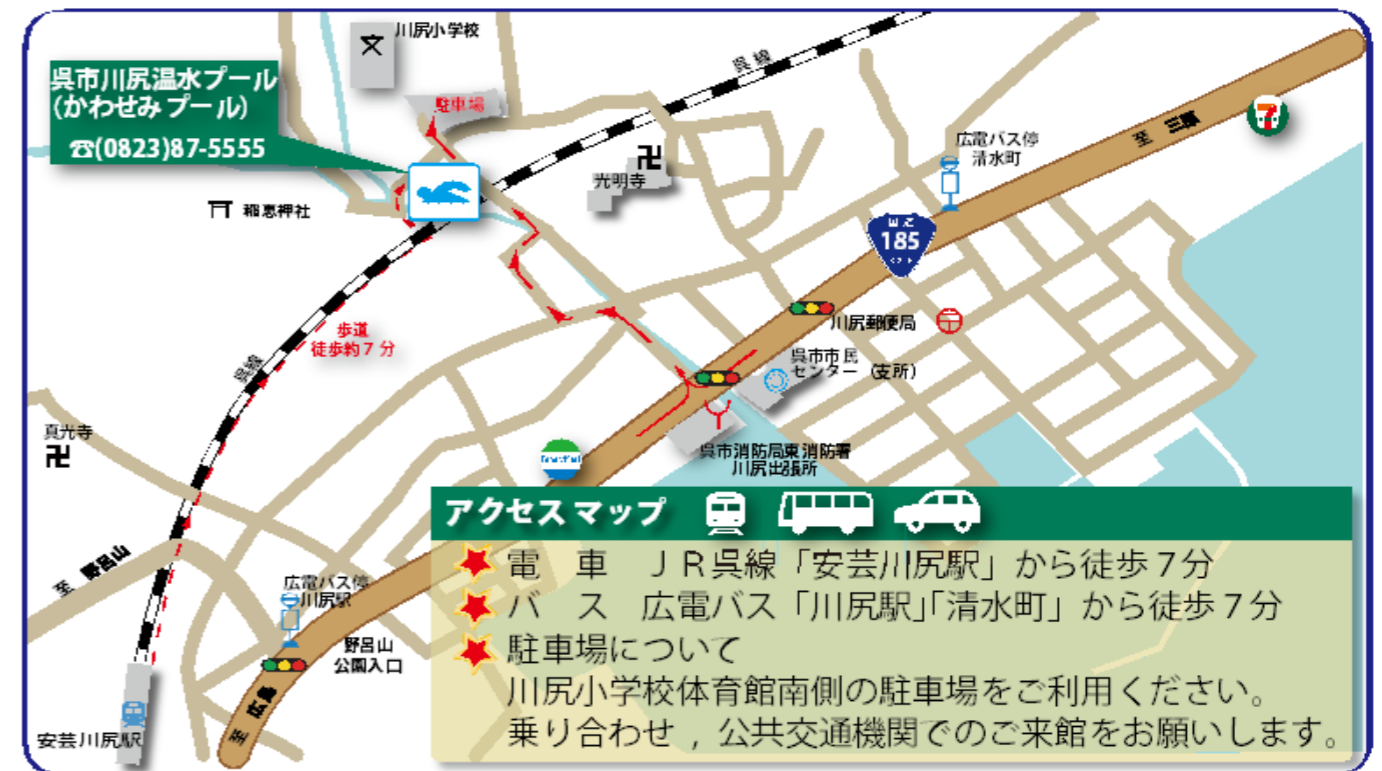 川尻小学校
呉市川尻温水プール
(かわせみプール)
☎(0823)87-5555
駐車場
呉線
至 三原
広電バス停
清水町
光明寺
稲恵神社
185
歩道
徒歩約7分
川尻郵便局
呉市市民
センター (支所)
呉線
真光寺
呉市消防局東消防署
川尻出張所
至 野呂山
広電バス停
川尻駅
野呂山
公園入口
至 広島
安芸川尻駅
アクセスマップ
電 車 JR呉線「安芸川尻駅」から徒歩7分
バ ス 広電バス「川尻駅」「清水町」から徒歩7分
駐車場について
川尻小学校体育館南側の駐車場をご利用ください。
乗り合わせ , 公共交通機関でのご来館をお願いします。